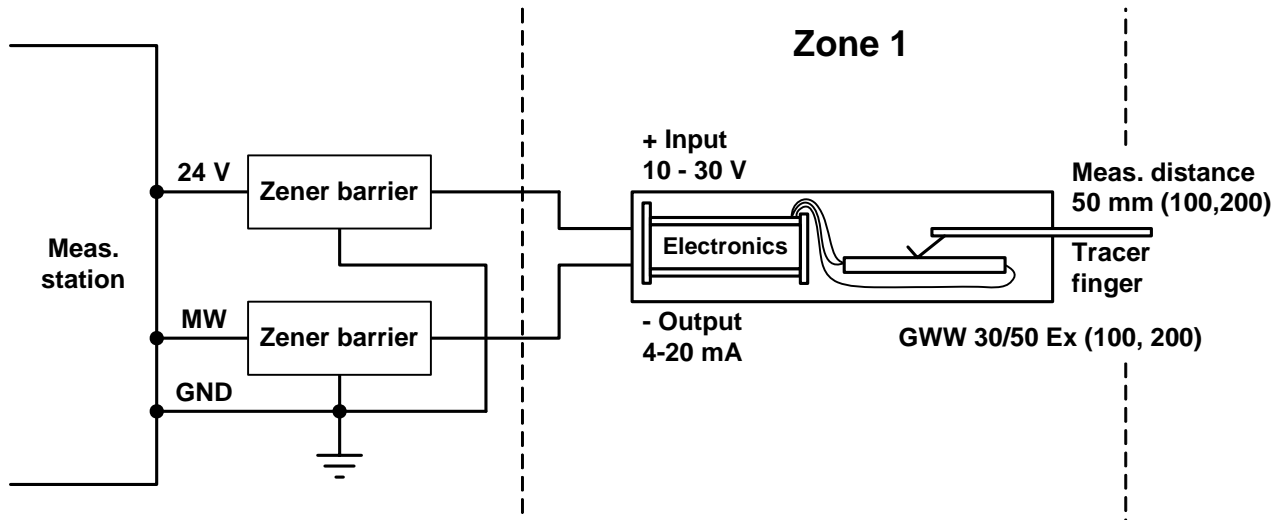 Zone 1
24 V
Zener barrier
+ Input
10 - 30 V
Meas. distance
50 mm (100,200)
Meas.
station
Electronics
Tracer
finger
MW
Zener barrier
- Output
4-20 mA
GWW 30/50 Ex (100, 200)
GND